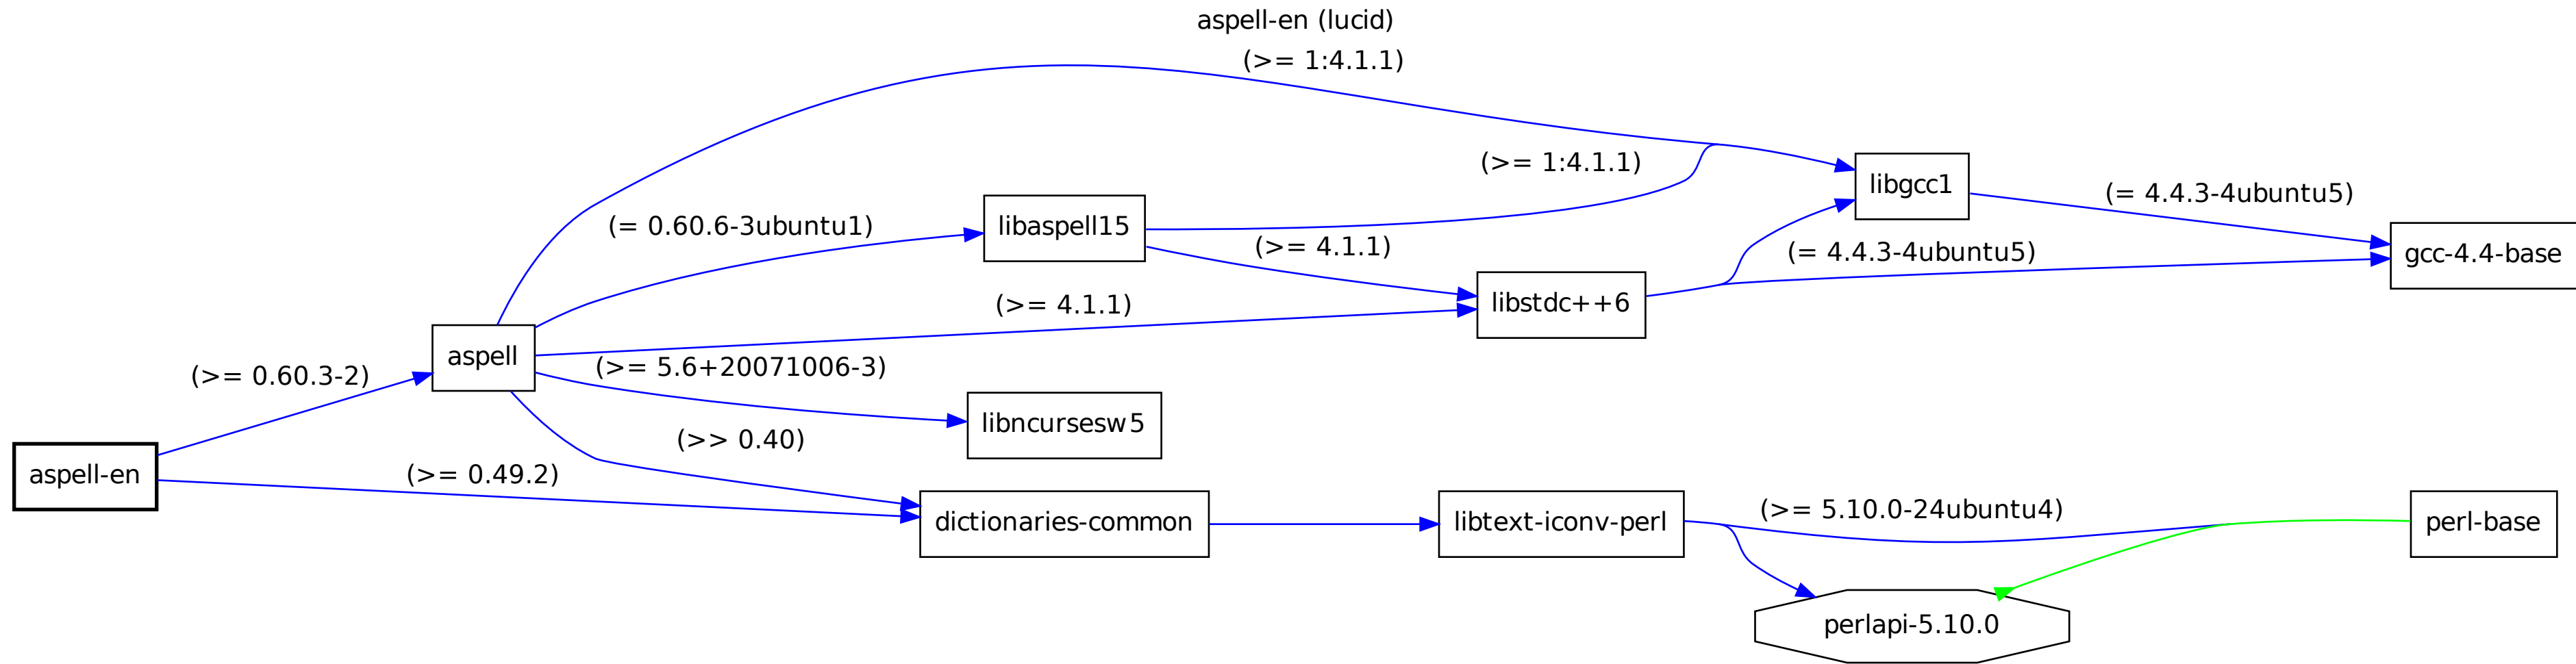 aspell-en (lucid)
(>= 1:4.1.1)
(>= 1:4.1.1)
libgcc1
(= 4.4.3-4ubuntu5)
(= 0.60.6-3ubuntu1)
libaspell15
(>= 4.1.1)
(= 4.4.3-4ubuntu5)
gcc-4.4-base
(>= 4.1.1)
libstdc++6
aspell
(>= 5.6+20071006-3)
(>= 0.60.3-2)
libncursesw5
(>> 0.40)
aspell-en
(>= 0.49.2)
dictionaries-common
libtext-iconv-perl
(>= 5.10.0-24ubuntu4)
perl-base
perlapi-5.10.0